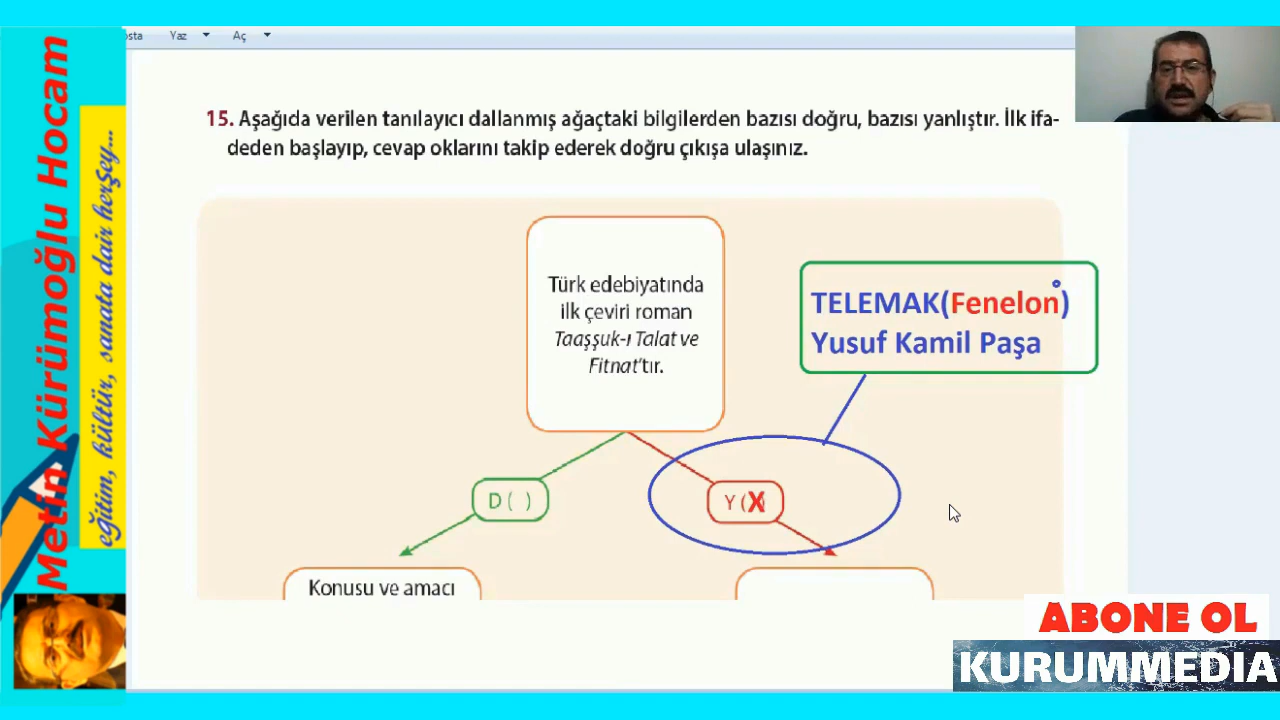 osta Yaz Aç
Metin Kürümoğlu Hocam
eğitim, kültür, sanata dair herşey...
15. Aşağıda verilen tanılayıcı dallanmış ağaçtaki bilgilerden bazısı doğru, bazısı yanlıştır. İlk ifa-
deden başlayıp, cevap oklarını takip ederek doğru çıkışa ulaşınız.
Türk edebiyatında
ilk çeviri roman
Taaşşuk-ı Talat ve
Fitnat'tır.
TELEMAK(Fenelon)
Yusuf Kamil Paşa
D ( )
Y (X)
Konusu ve amacı
ABONE OL
KURUMMEDIA